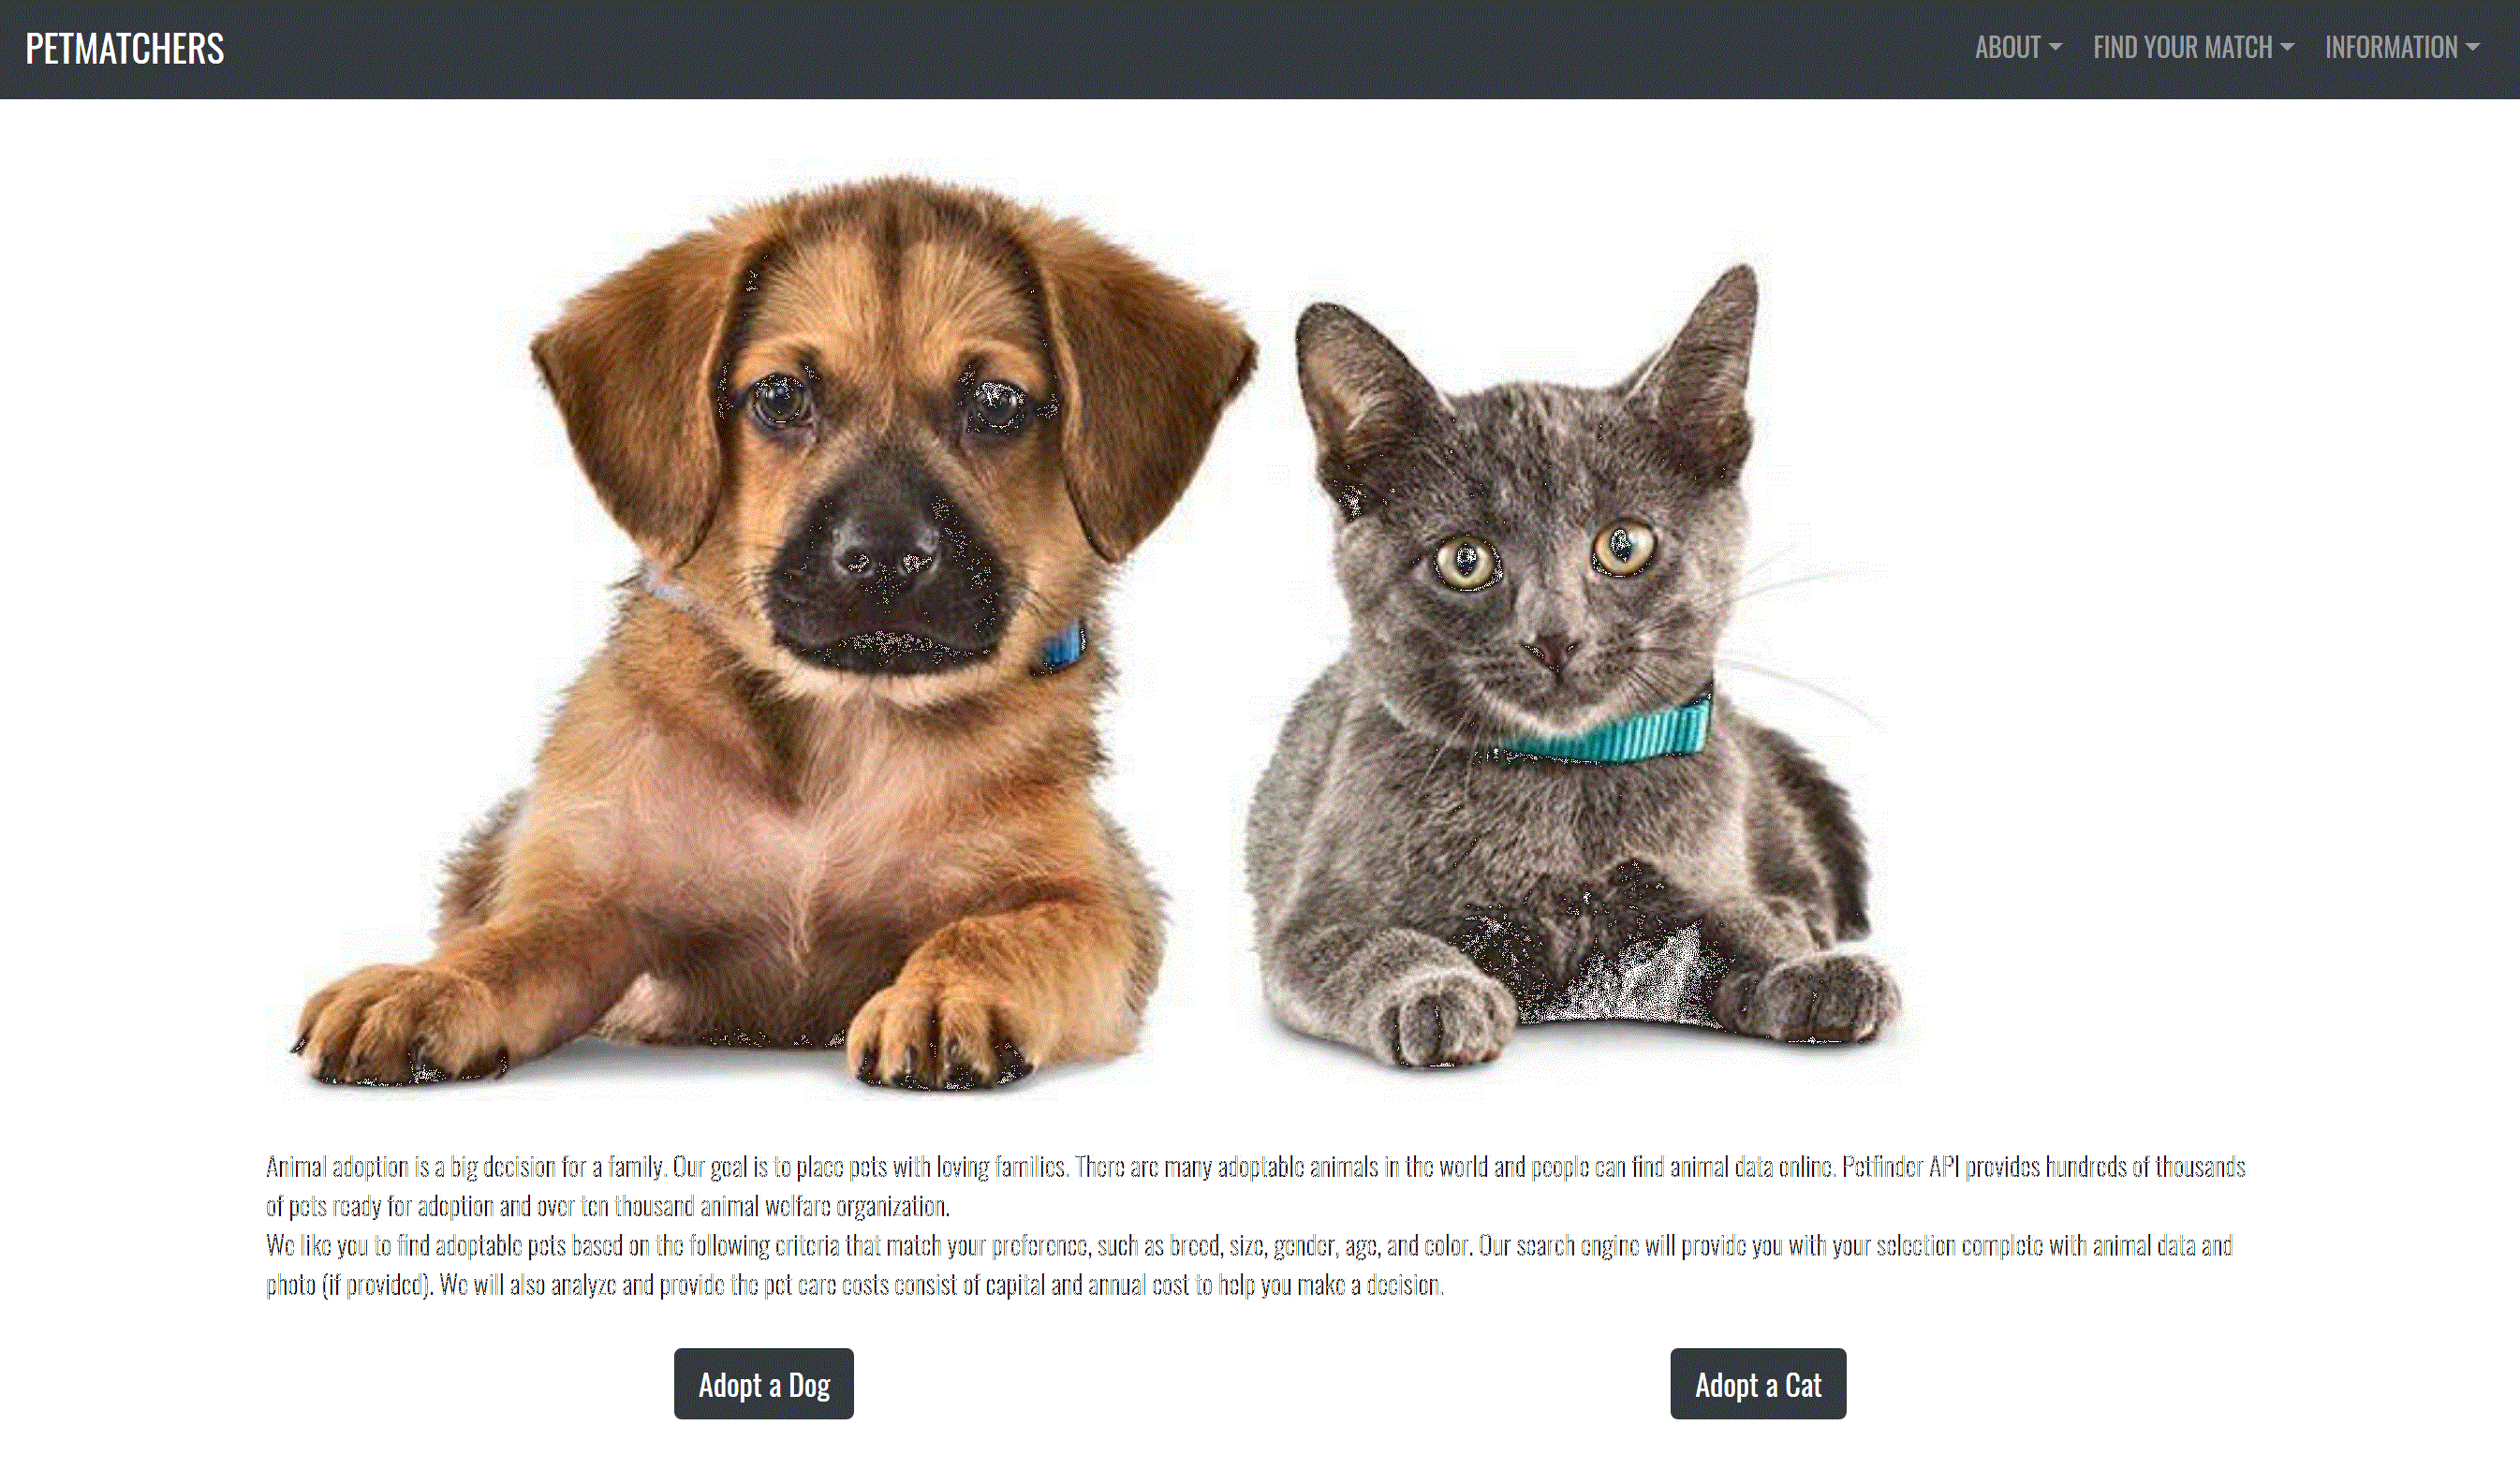 PETMATCHERS
ABOUT FIND YOUR MATCH INFORMATION
Animal adoption is a big decision for a family. Our goal is to place pets with loving families. There are many adoptable animals in the world and people can find animal data online. Petfinder API provides hundreds of thousands
of pets ready for adoption and over ten thousand animal welfare organization.
We like you to find adoptable pets based on the following criteria that match your preference, such as breed, size, gender, age, and color. Our search engine will provide you with your selection complete with animal data and
photo (if provided). We will also analyze and provide the pet care costs consist of capital and annual cost to help you make a decision.
Adopt a Dog
Adopt a Cat